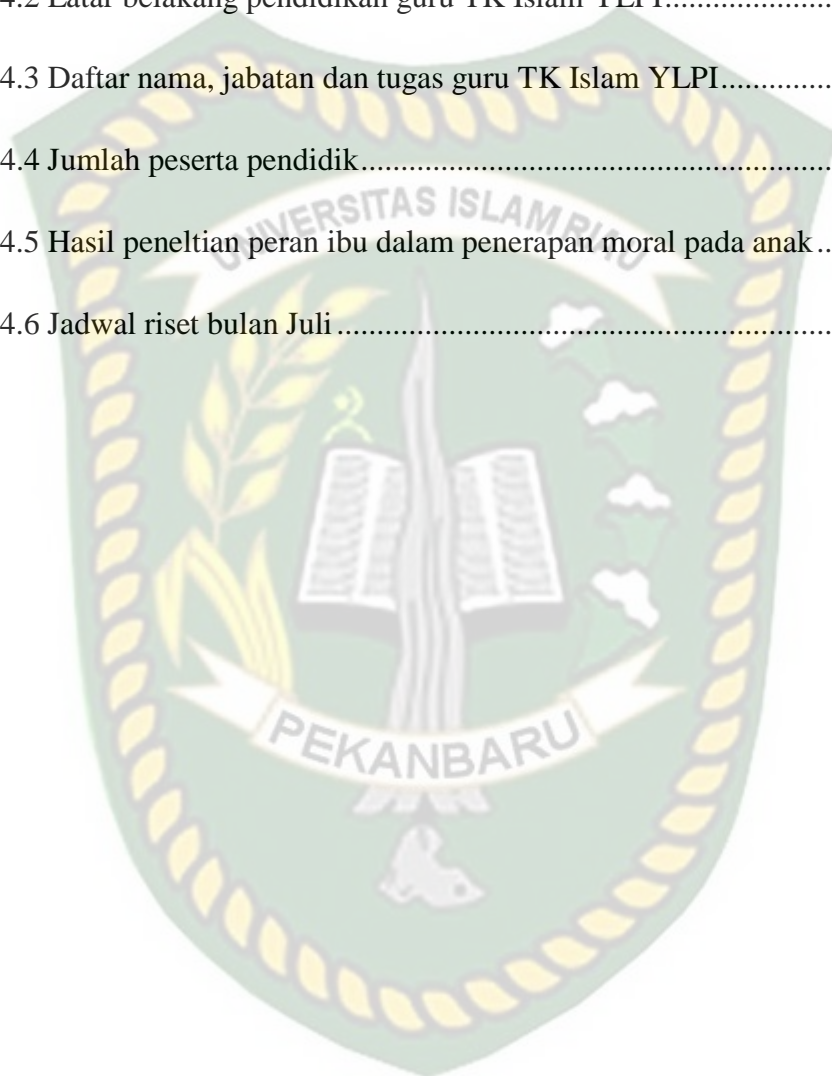 4.2 Latar belakang pendidikan guru TK Islam YLPI......................
4.3 Daftar nama, jabatan dan tugas guru TK Islam YLPI..............
4.4 Jumlah peserta pendidik..........................................................
UNIVERSITAS ISLAM RIAU
4.5 Hasil peneltian peran ibu dalam penerapan moral pada anak ..
4.6 Jadwal riset bulan Juli .............................................................
PEKANBARU